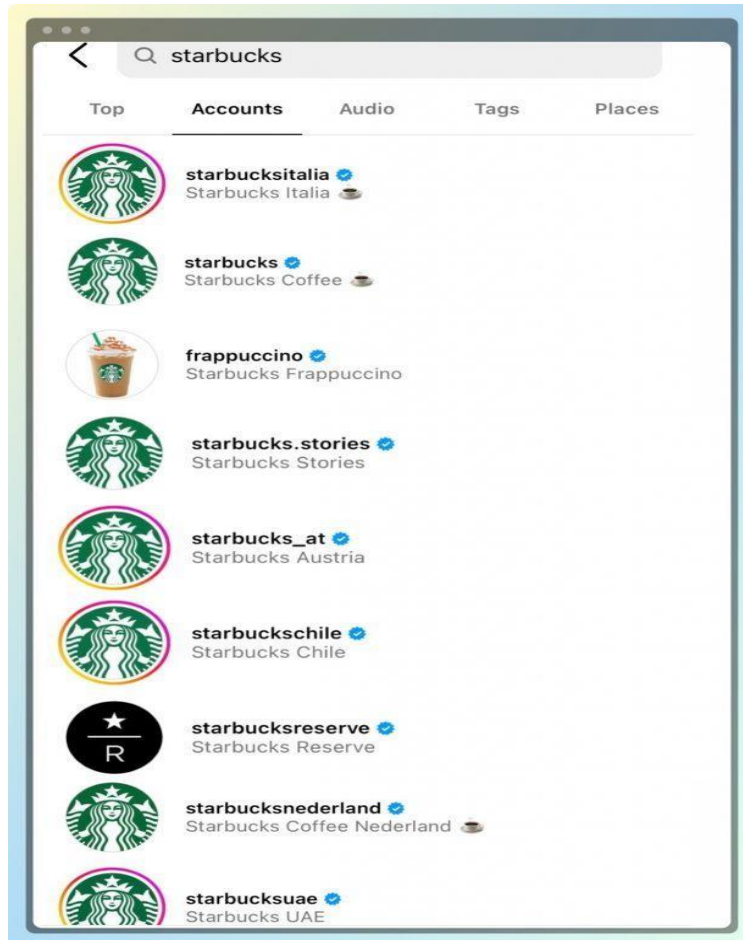 starbucks
Top Accounts Audio Tags Places
starbucksitalia
Starbucks Italia ☕
starbucks
Starbucks Coffee ☕
frappuccino
Starbucks Frappuccino
starbucks.stories
Starbucks Stories
starbucks_at
Starbucks Austria
starbuckschile
Starbucks Chile
R
starbucksreserve
Starbucks Reserve
starbucksnederland
Starbucks Coffee Nederland ☕
starbucksuae
Starbucks UAE